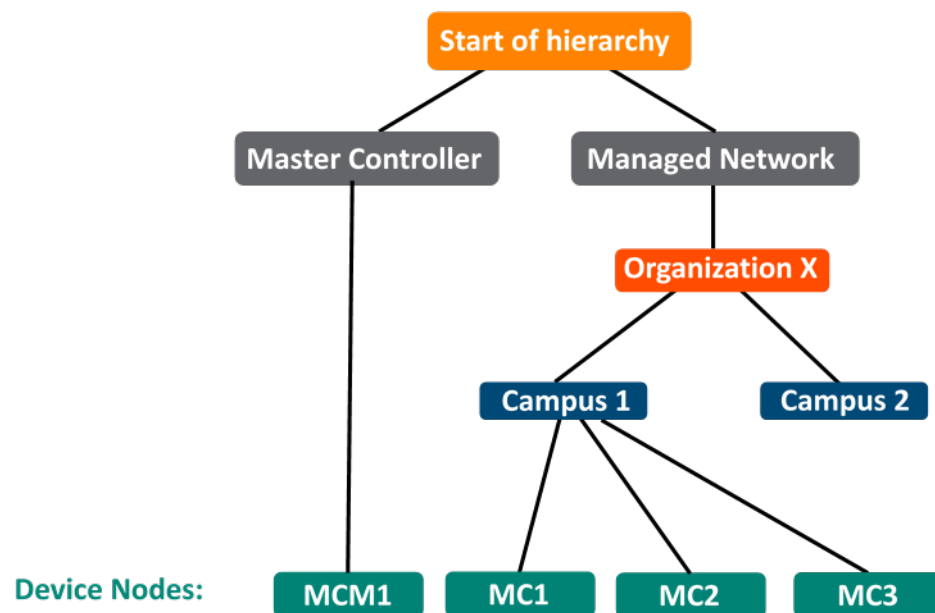 Start of hierarchy
Master Controller
Managed Network
Organization X
Campus 1
Campus 2
Device Nodes:
MCM1
MC1
MC2
MC3